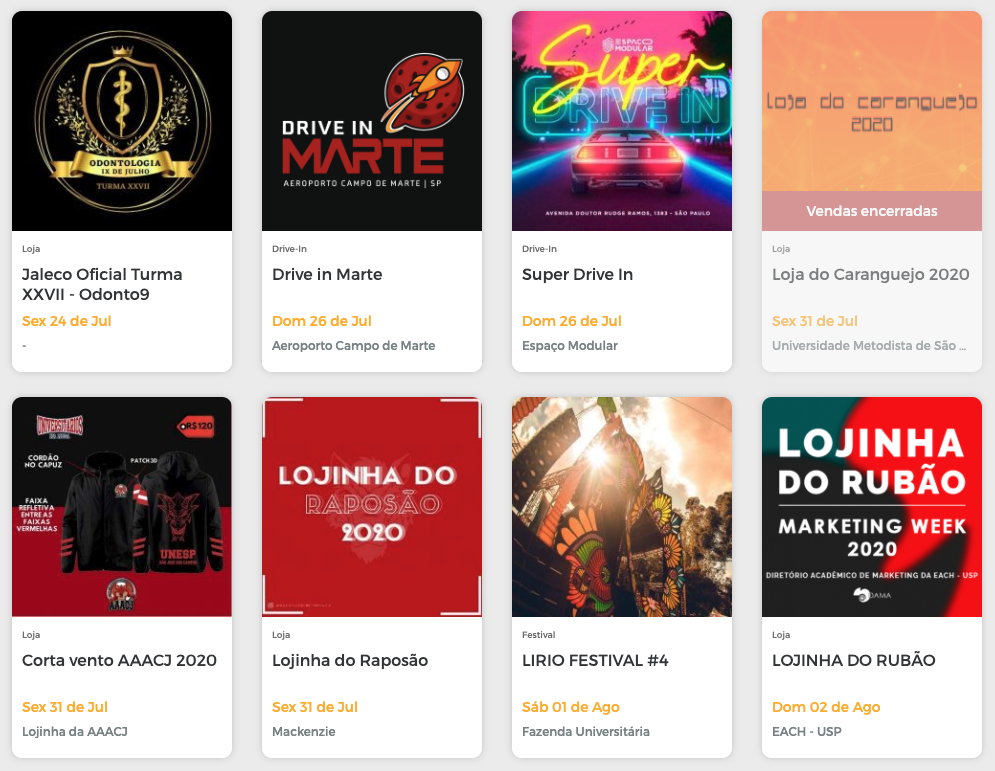 ODONTOLOGIA
IX DE JULHO
TURMA XXVII
Loja
Jaleco Oficial Turma
XXVII - Odonto9
Sex 24 de Jul
-
DRIVE IN
MARTE
AEROPORTO CAMPO DE MARTE | SP
Drive-In
Drive in Marte
Dom 26 de Jul
Aeroporto Campo de Marte
ESPAÇO
MODULAR
Super
DRIVE IN
AVENIDA DOUTOR RUDGE RAMOS, 1393 - SÃO PAULO
Drive-In
Super Drive In
Dom 26 de Jul
Espaço Modular
loja do caranguejo
2020
Vendas encerradas
Loja
Loja do Caranguejo 2020
Sex 31 de Jul
Universidade Metodista de São ...
UNIVERSITÁRIOS
R$120
CORDÃO
NO CAPUZ
PATCH 3D
FAIXA
REFLETIVA
ENTRE AS
FAIXAS
VERMELHAS
UNESP
AAACJ
Loja
Corta vento AAACJ 2020
Sex 31 de Jul
Lojinha da AAACJ
LOJINHA DO
RAPOSÃO
2020
Loja
Lojinha do Raposão
Sex 31 de Jul
Mackenzie
Festival
LIRIO FESTIVAL #4
Sáb 01 de Ago
Fazenda Universitária
LOJINHA
DO RUBÃO
MARKETING WEEK
2020
DIRETÓRIO ACADÊMICO DE MARKETING DA EACH - USP
DAMA
Loja
LOJINHA DO RUBÃO
Dom 02 de Ago
EACH - USP